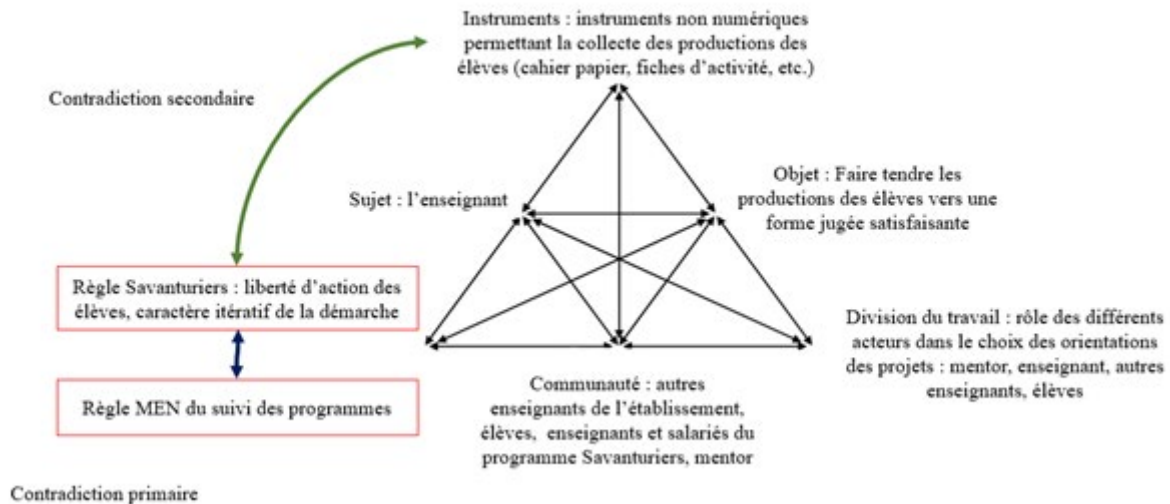 Instruments : instruments non numériques
permettant la collecte des productions des
élèves (cahier papier, fiches d'activité, etc.)
Contradiction secondaire
Sujet : l'enseignant
Objet : Faire tendre les
productions des élèves vers une
forme jugée satisfaisante
Règle Savanturiers : liberté d'action des
élèves, caractère itératif de la démarche
Règle MEN du suivi des programmes
Division du travail : rôle des différents
acteurs dans le choix des orientations
des projets : mentor, enseignant, autres
enseignants, élèves
Communauté : autres
enseignants de l'établissement,
élèves, enseignants et salariés du
programme Savanturiers, mentor
Contradiction primaire